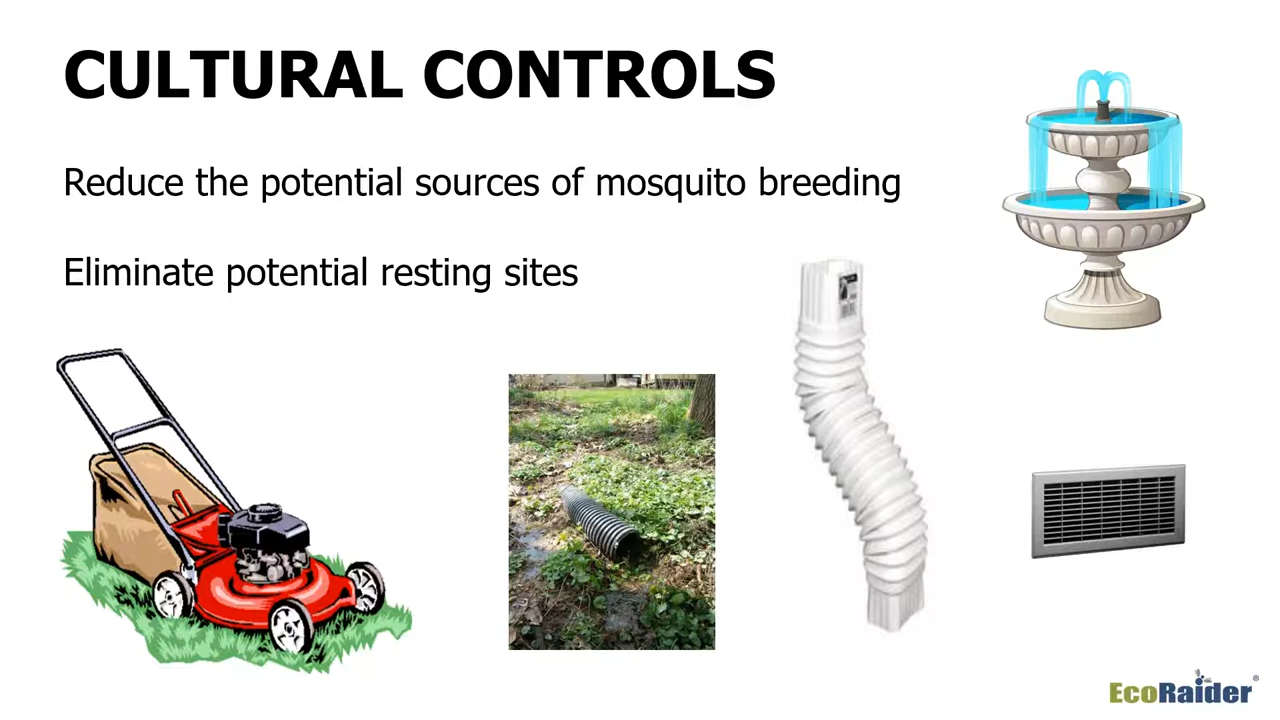 CULTURAL CONTROLS
Reduce the potential sources of mosquito breeding
Eliminate potential resting sites
EcoRaider®